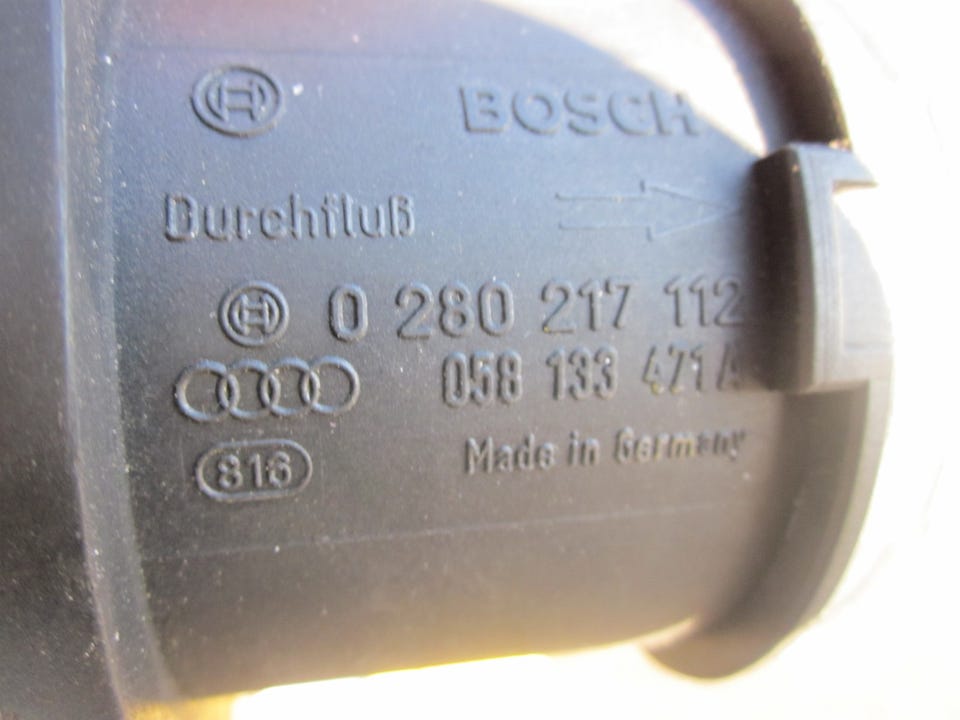 BOSCH
Durchfluß
0 280 217 112
058 133 471 A
816
Made in Germany